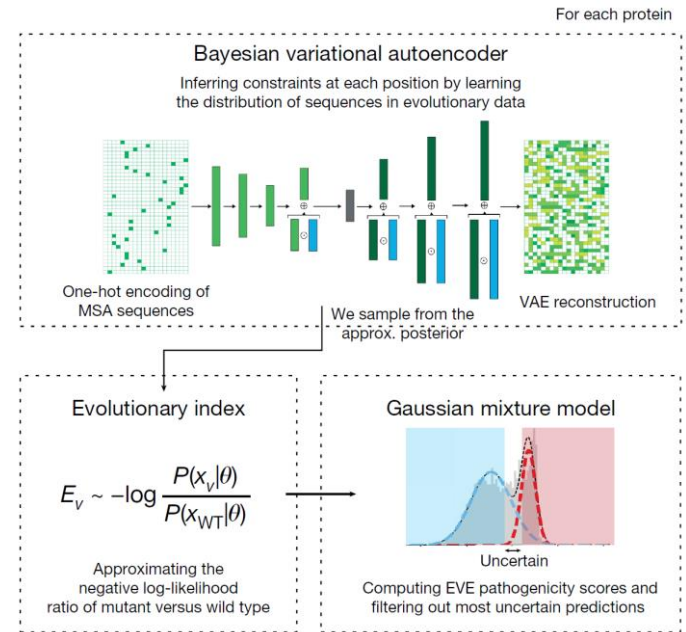 For each protein
Bayesian variational autoencoder
Inferring constraints at each position by learning
the distribution of sequences in evolutionary data
One-hot encoding of
MSA sequences
We sample from the
approx. posterior
VAE reconstruction
Evolutionary index
E_v ~ −log P(x_v|θ) / P(x_WT|θ)
Approximating the
negative log-likelihood
ratio of mutant versus wild type
Gaussian mixture model
Uncertain
Computing EVE pathogenicity scores and
filtering out most uncertain predictions